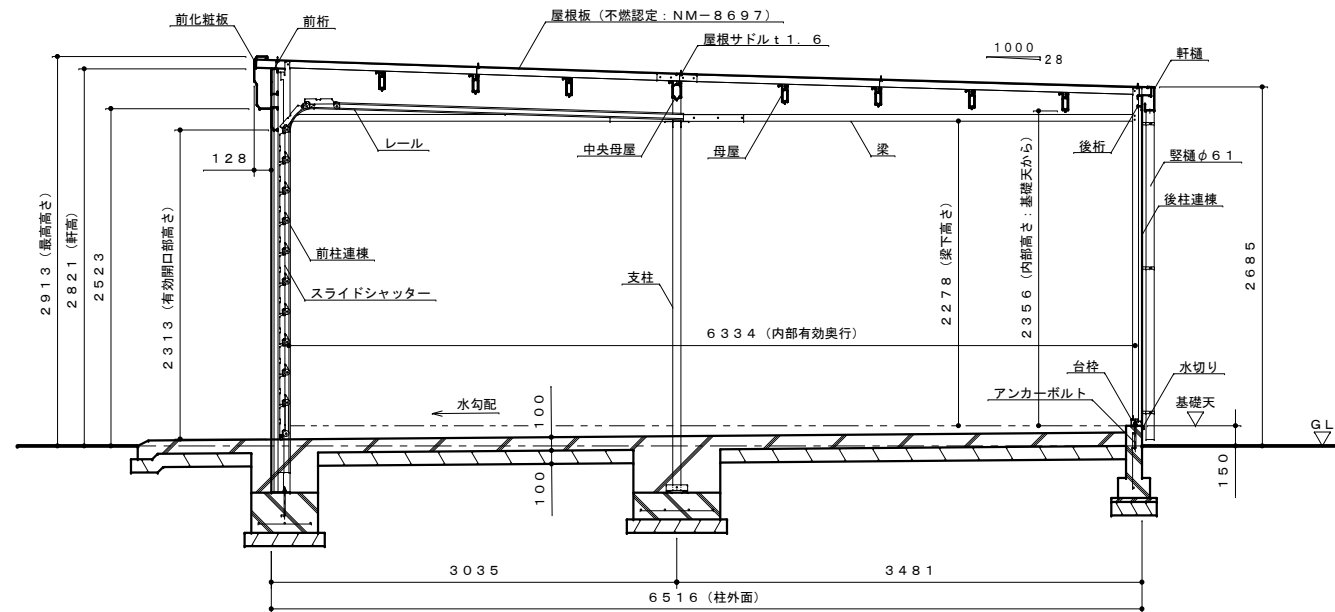 屋根板（不燃認定：ＮＭ－８６９７）
前化粧板
前桁
屋根サドルｔ１．６
１０００
２８
軒樋
レール
中央母屋
母屋
梁
後桁
竪樋φ６１
１２８
後柱連棟
２９１３（最高高さ）
２８２１（軒高）
２５２３
２３１３（有効開口部高さ）
前柱連棟
スライドシャッター
支柱
２２７８（梁下高さ）
２３５６（内部高さ：基礎天から）
２６８５
６３３４（内部有効奥行）
台枠
水切り
アンカーボルト
基礎天
水勾配
１００
ＧＬ
１００
１５０
３０３５
３４８１
６５１６（柱外面）